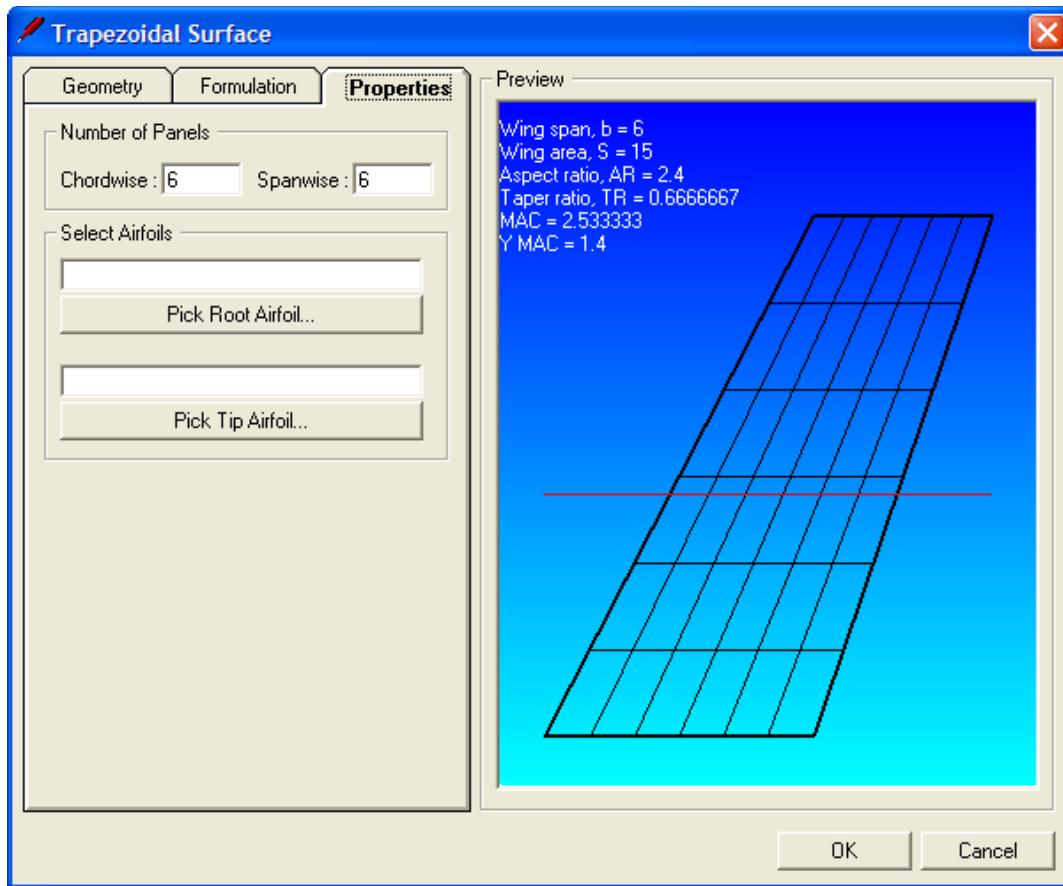 Trapezoidal Surface
Geometry Formulation Properties
Number of Panels
Chordwise : 6 Spanwise : 6
Select Airfoils
Pick Root Airfoil...
Pick Tip Airfoil...
Preview
Wing span, b = 6
Wing area, S = 15
Aspect ratio, AR = 2.4
Taper ratio, TR = 0.6666667
MAC = 2.533333
Y MAC = 1.4
OK Cancel